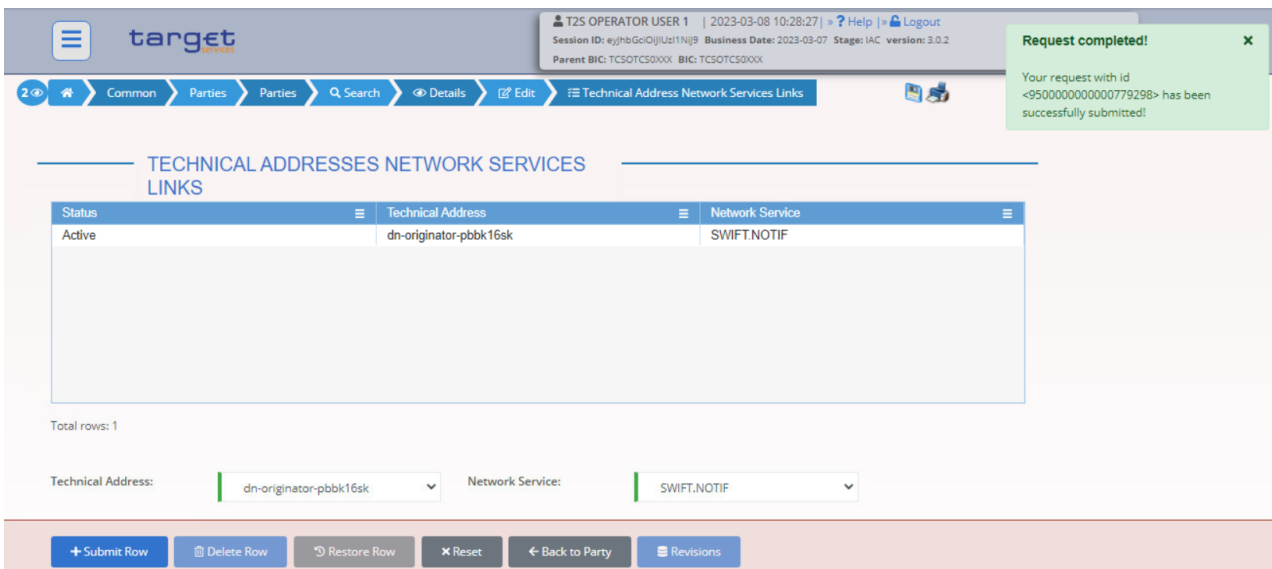 target
services
T2S OPERATOR USER 1 | 2023-03-08 10:28:27 | » ? Help | » Logout
Session ID: eyJhbGciOiJIUzI1NiJ9 Business Date: 2023-03-07 Stage: IAC version: 3.0.2
Parent BIC: TCSOTCS0XXX BIC: TCSOTCS0XXX
Request completed! ×
Your request with id
<9500000000000779298> has been
successfully submitted!
2 Common Parties Parties Search Details Edit Technical Address Network Services Links
TECHNICAL ADDRESSES NETWORK SERVICES
LINKS
Status Technical Address Network Service
Active dn-originator-pbbk16sk SWIFT.NOTIF
Total rows: 1
Technical Address: dn-originator-pbbk16sk Network Service: SWIFT.NOTIF
+ Submit Row Delete Row Restore Row × Reset ← Back to Party Revisions